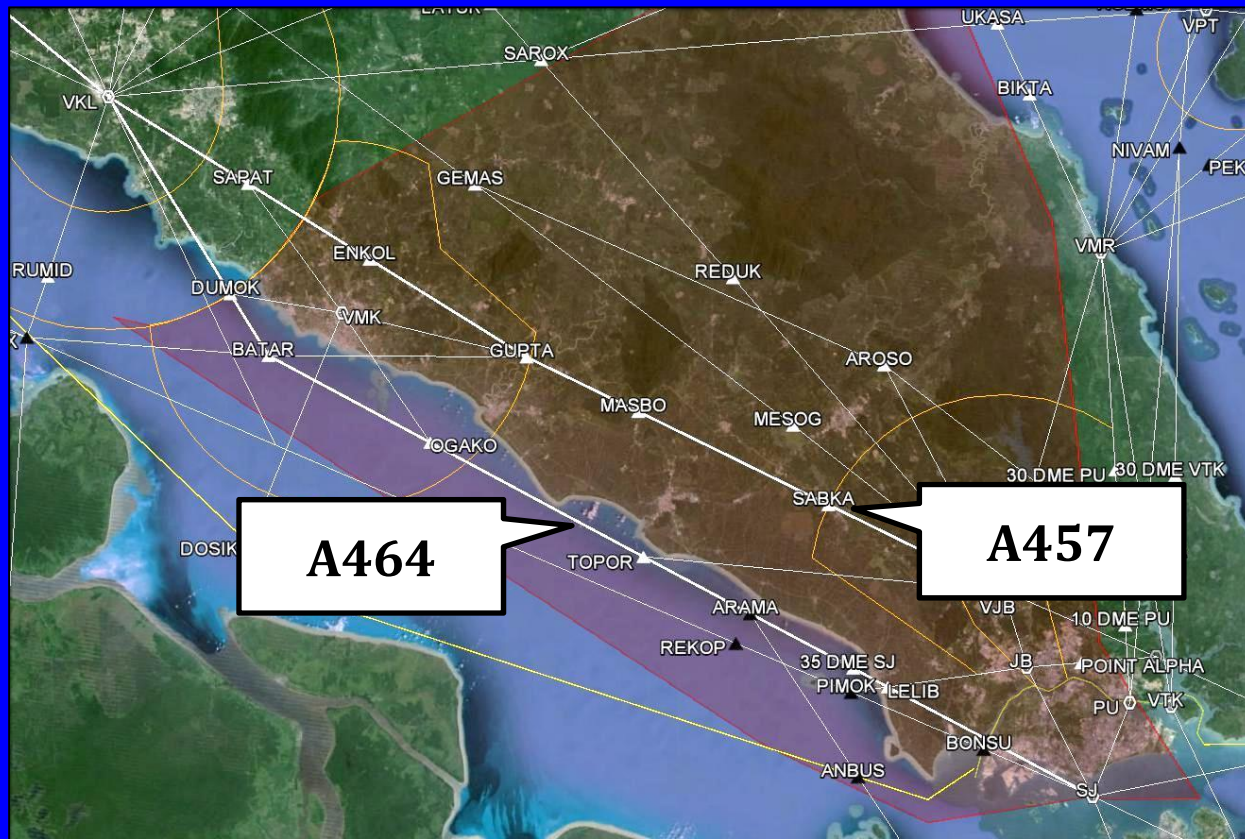 UKASA
VPT
SAROX
BIKTA
VKL
NIVAM
PEK
SAPAT
GEMAS
VMR
ENKOL
REDUK
RUMID
DUMOK
VMK
BATAR
GUPTA
AROSO
MASBO
MESOG
OGAKO
30 DME PU
30 DME VTK
SABKA
A464
A457
DOSIK
TOPOR
ARAMA
VJB
10 DME PU
REKOP
35 DME SJ
JB
POINT ALPHA
PIMOK
LELIB
PU
VTK
BONSU
ANBUS
SJ